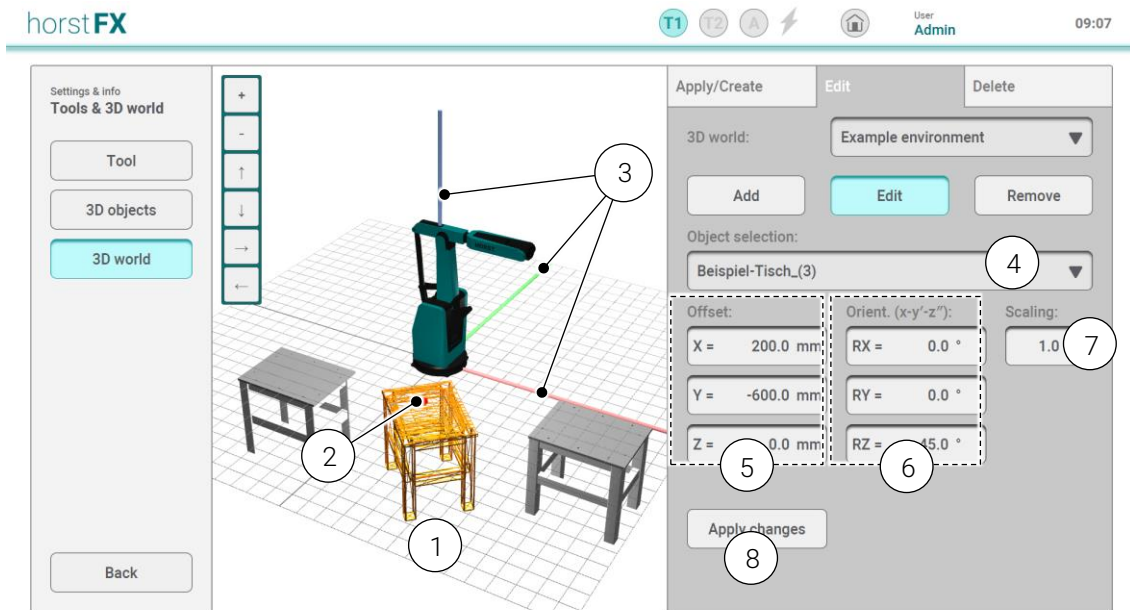 horstFX
T1 T2 A
User
Admin
09:07
Settings & info
Tools & 3D world
Tool
3D objects
3D world
Back
+
-
↑
↓
→
←
1
2
3
Apply/Create
Edit
Delete
3D world:
Example environment
Add
Edit
Remove
Object selection:
Beispiel-Tisch_(3)
4
Offset:
Orient. (x-y′-z″):
Scaling:
X = 200.0 mm
RX = 0.0 °
1.0
7
Y = -600.0 mm
RY = 0.0 °
Z = 0.0 mm
RZ = 45.0 °
5
6
Apply changes
8